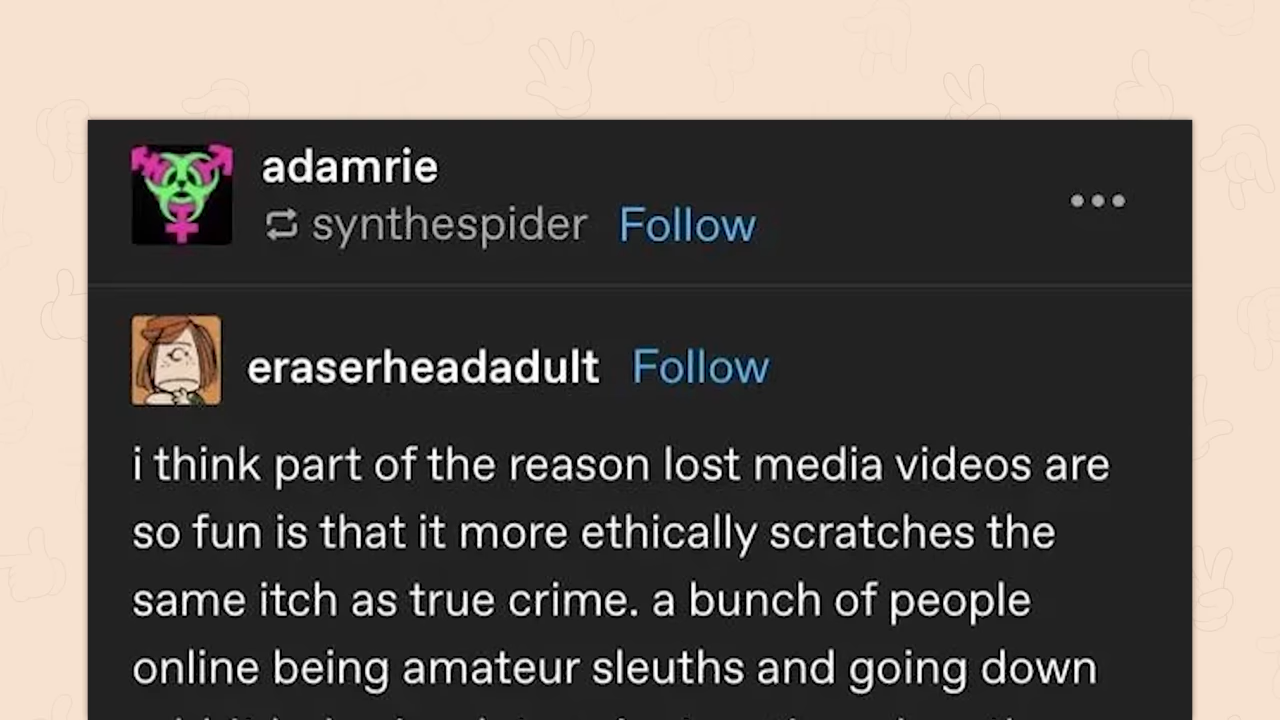 adamrie
synthespider Follow
eraserheadadult Follow
i think part of the reason lost media videos are
so fun is that it more ethically scratches the
same itch as true crime. a bunch of people
online being amateur sleuths and going down